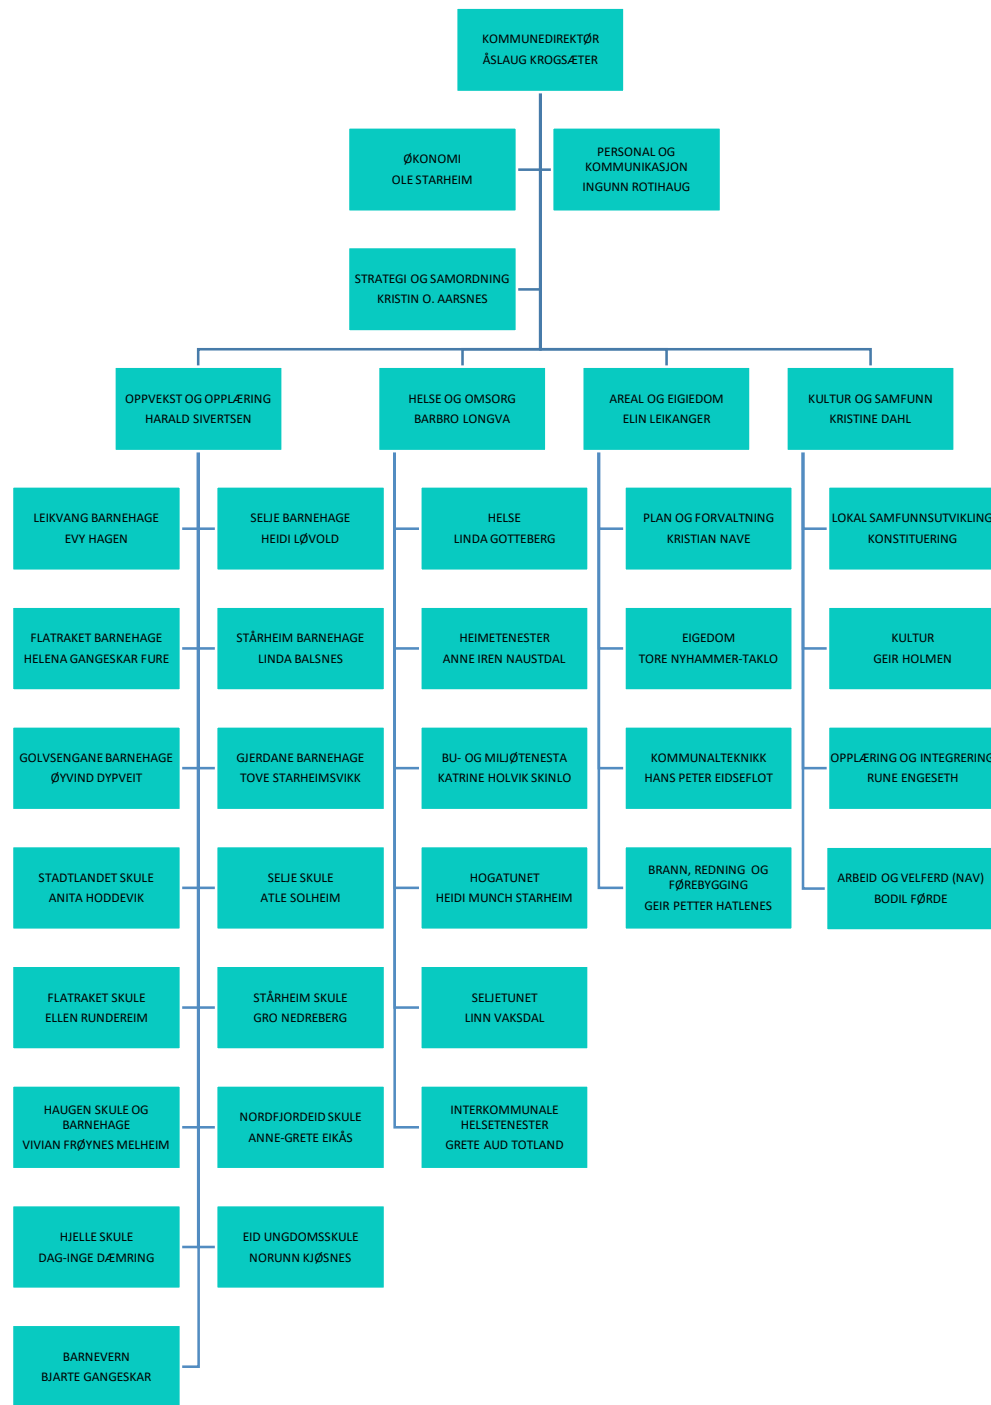 KOMMUNEDIREKTØR
ÅSLAUG KROGSÆTER
ØKONOMI
OLE STARHEIM
PERSONAL OG
KOMMUNIKASJON
INGUNN ROTIHAUG
STRATEGI OG SAMORDNING
KRISTIN O. AARSNES
OPPVEKST OG OPPLÆRING
HARALD SIVERTSEN
HELSE OG OMSORG
BARBRO LONGVA
AREAL OG EIGIEDOM
ELIN LEIKANGER
KULTUR OG SAMFUNN
KRISTINE DAHL
LEIKVANG BARNEHAGE
EVY HAGEN
SELJE BARNEHAGE
HEIDI LØVOLD
HELSE
LINDA GOTTEBERG
PLAN OG FORVALTNING
KRISTIAN NAVE
LOKAL SAMFUNNSUTVIKLING
KONSTITUERING
FLATRAKET BARNEHAGE
HELENA GANGESKAR FURE
STÅRHEIM BARNEHAGE
LINDA BALSNES
HEIMETENESTER
ANNE IREN NAUSTDAL
EIGEDOM
TORE NYHAMMER-TAKLO
KULTUR
GEIR HOLMEN
GOLVSENGANE BARNEHAGE
ØYVIND DYPVEIT
GJERDANE BARNEHAGE
TOVE STARHEIMSVIKK
BU- OG MILJØTENESTA
KATRINE HOLVIK SKINLO
KOMMUNALTEKNIKK
HANS PETER EIDSEFLOT
OPPLÆRING OG INTEGRERING
RUNE ENGESETH
STADTLANDET SKULE
ANITA HODDEVIK
SELJE SKULE
ATLE SOLHEIM
HOGATUNET
HEIDI MUNCH STARHEIM
BRANN, REDNING OG
FØREBYGGING
GEIR PETTER HATLENES
ARBEID OG VELFERD (NAV)
BODIL FØRDE
FLATRAKET SKULE
ELLEN RUNDEREIM
STÅRHEIM SKULE
GRO NEDREBERG
SELJETUNET
LINN VAKSDAL
HAUGEN SKULE OG
BARNEHAGE
VIVIAN FRØYNES MELHEIM
NORDFJORDEID SKULE
ANNE-GRETE EIKÅS
INTERKOMMUNALE
HELSETENESTER
GRETE AUD TOTLAND
HJELLE SKULE
DAG-INGE DÆMRING
EID UNGDOMSSKULE
NORUNN KJØSNES
BARNEVERN
BJARTE GANGESKAR